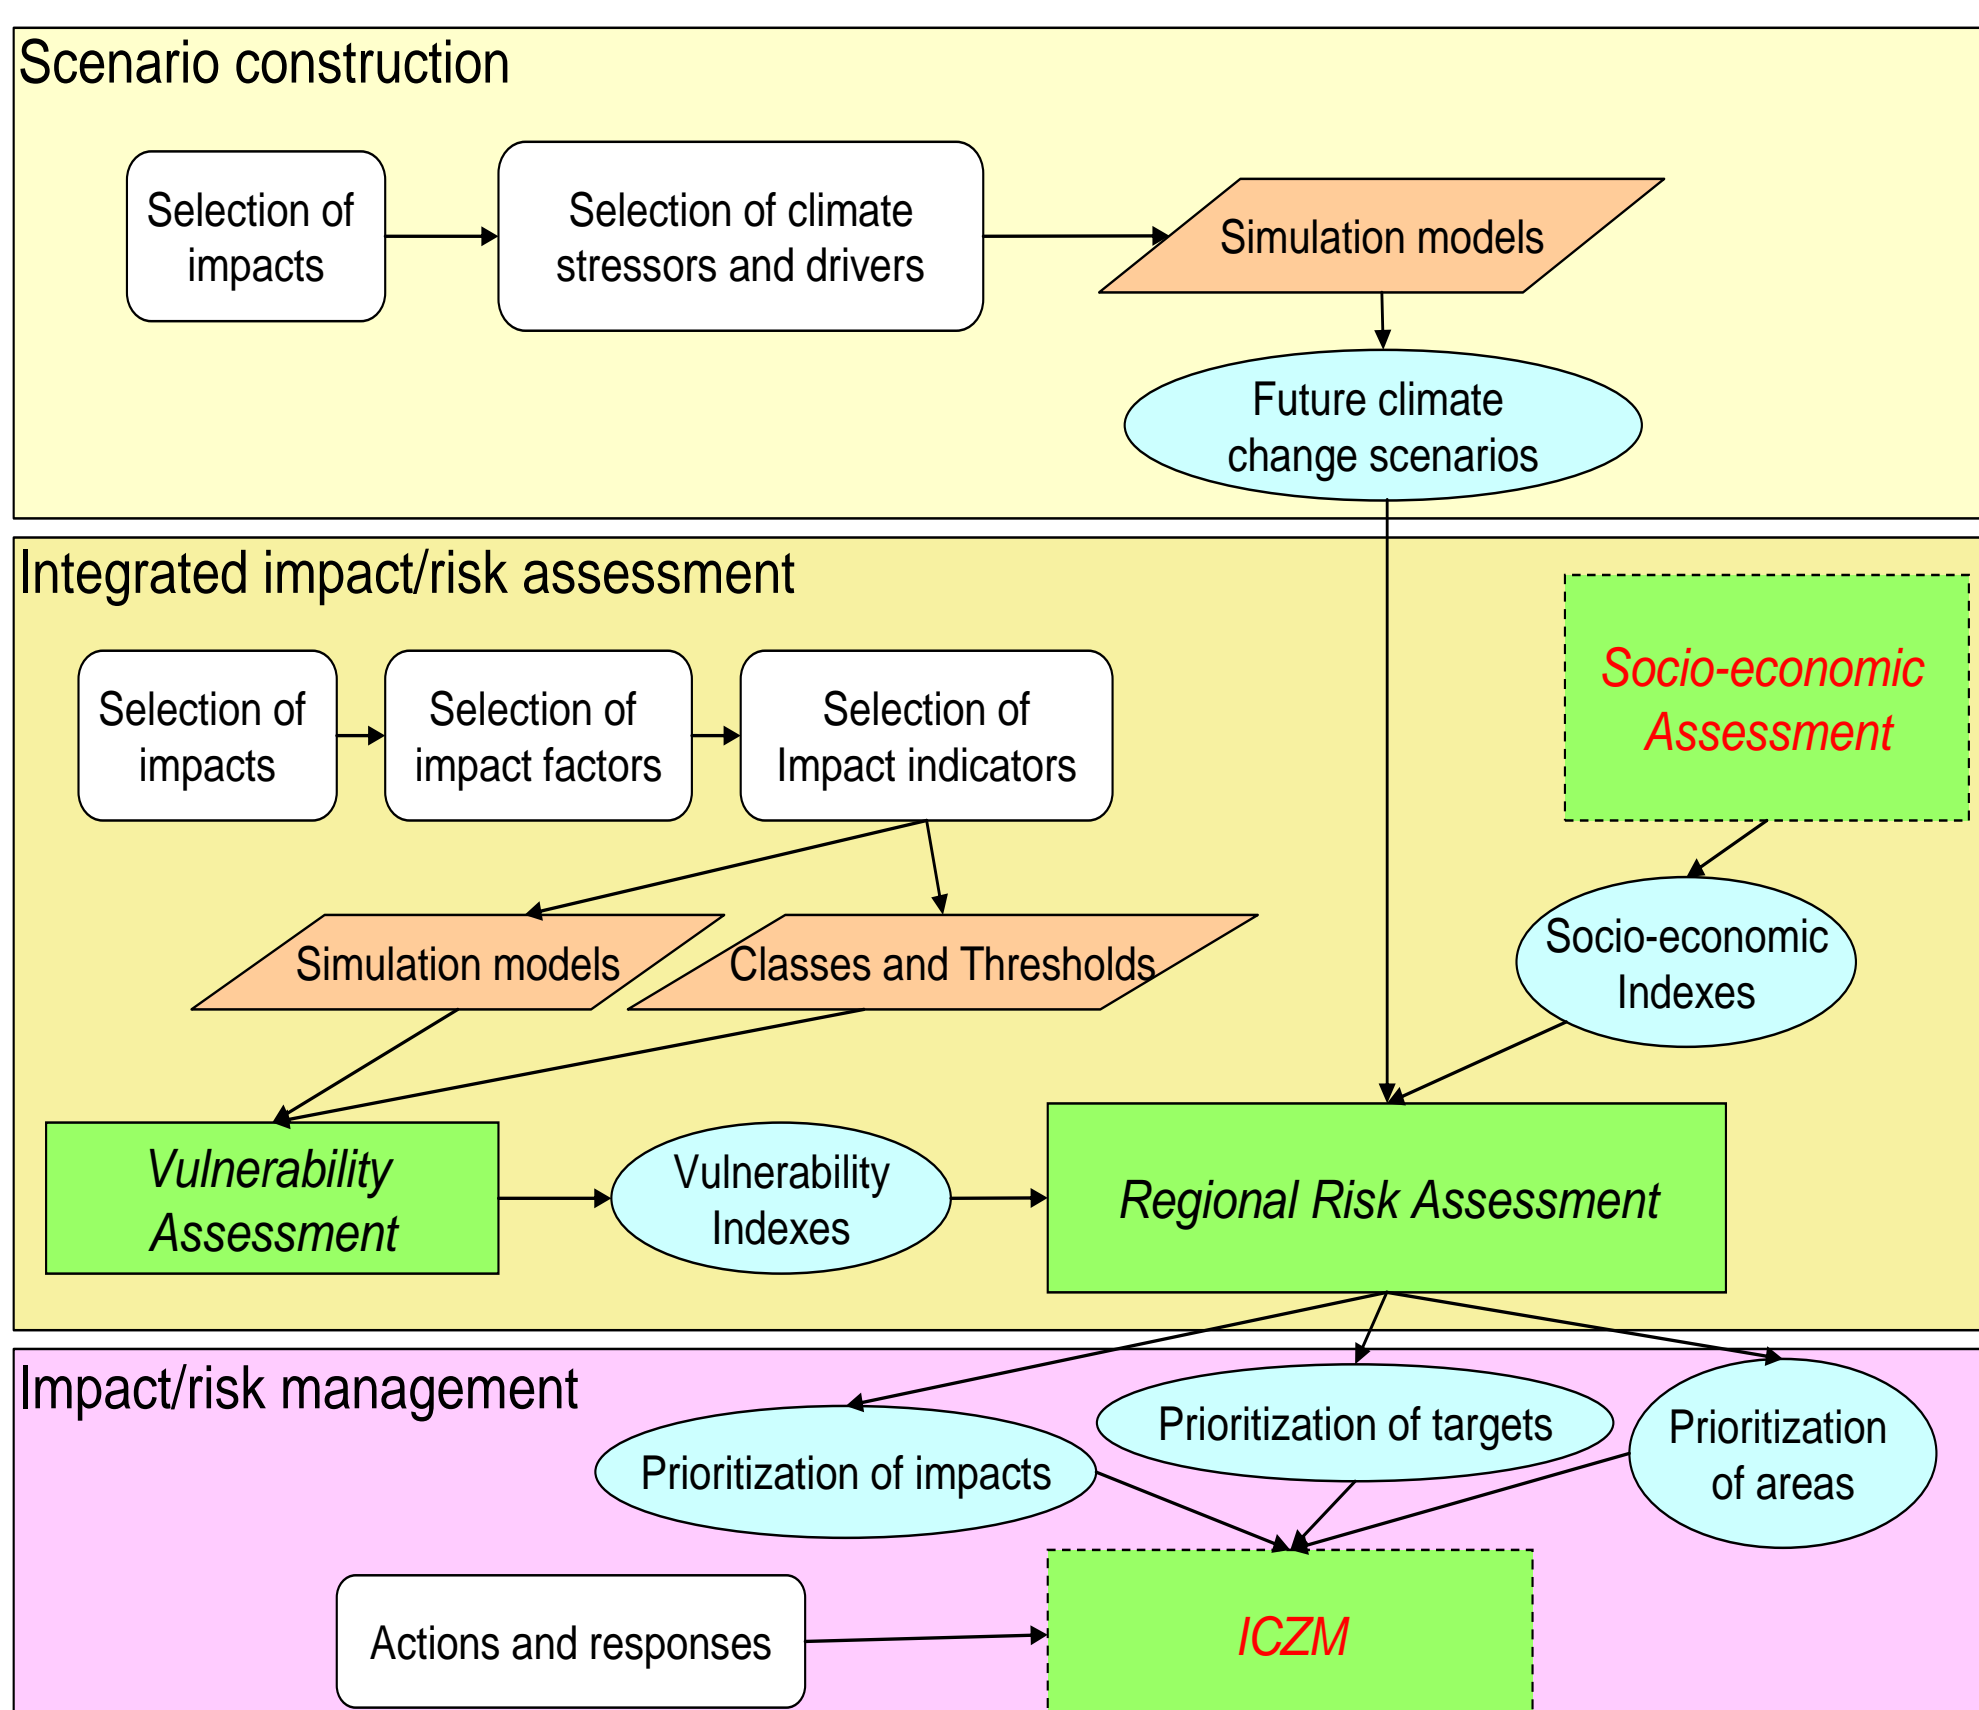 Scenario construction
Selection of
impacts
Selection of climate
stressors and drivers
Simulation models
Future climate
change scenarios
Integrated impact/risk assessment
Selection of
impacts
Selection of
impact factors
Selection of
Impact indicators
Socio-economic
Assessment
Simulation models
Classes and Thresholds
Socio-economic
Indexes
Vulnerability
Assessment
Vulnerability
Indexes
Regional Risk Assessment
Impact/risk management
Prioritization of impacts
Prioritization of targets
Prioritization
of areas
Actions and responses
ICZM